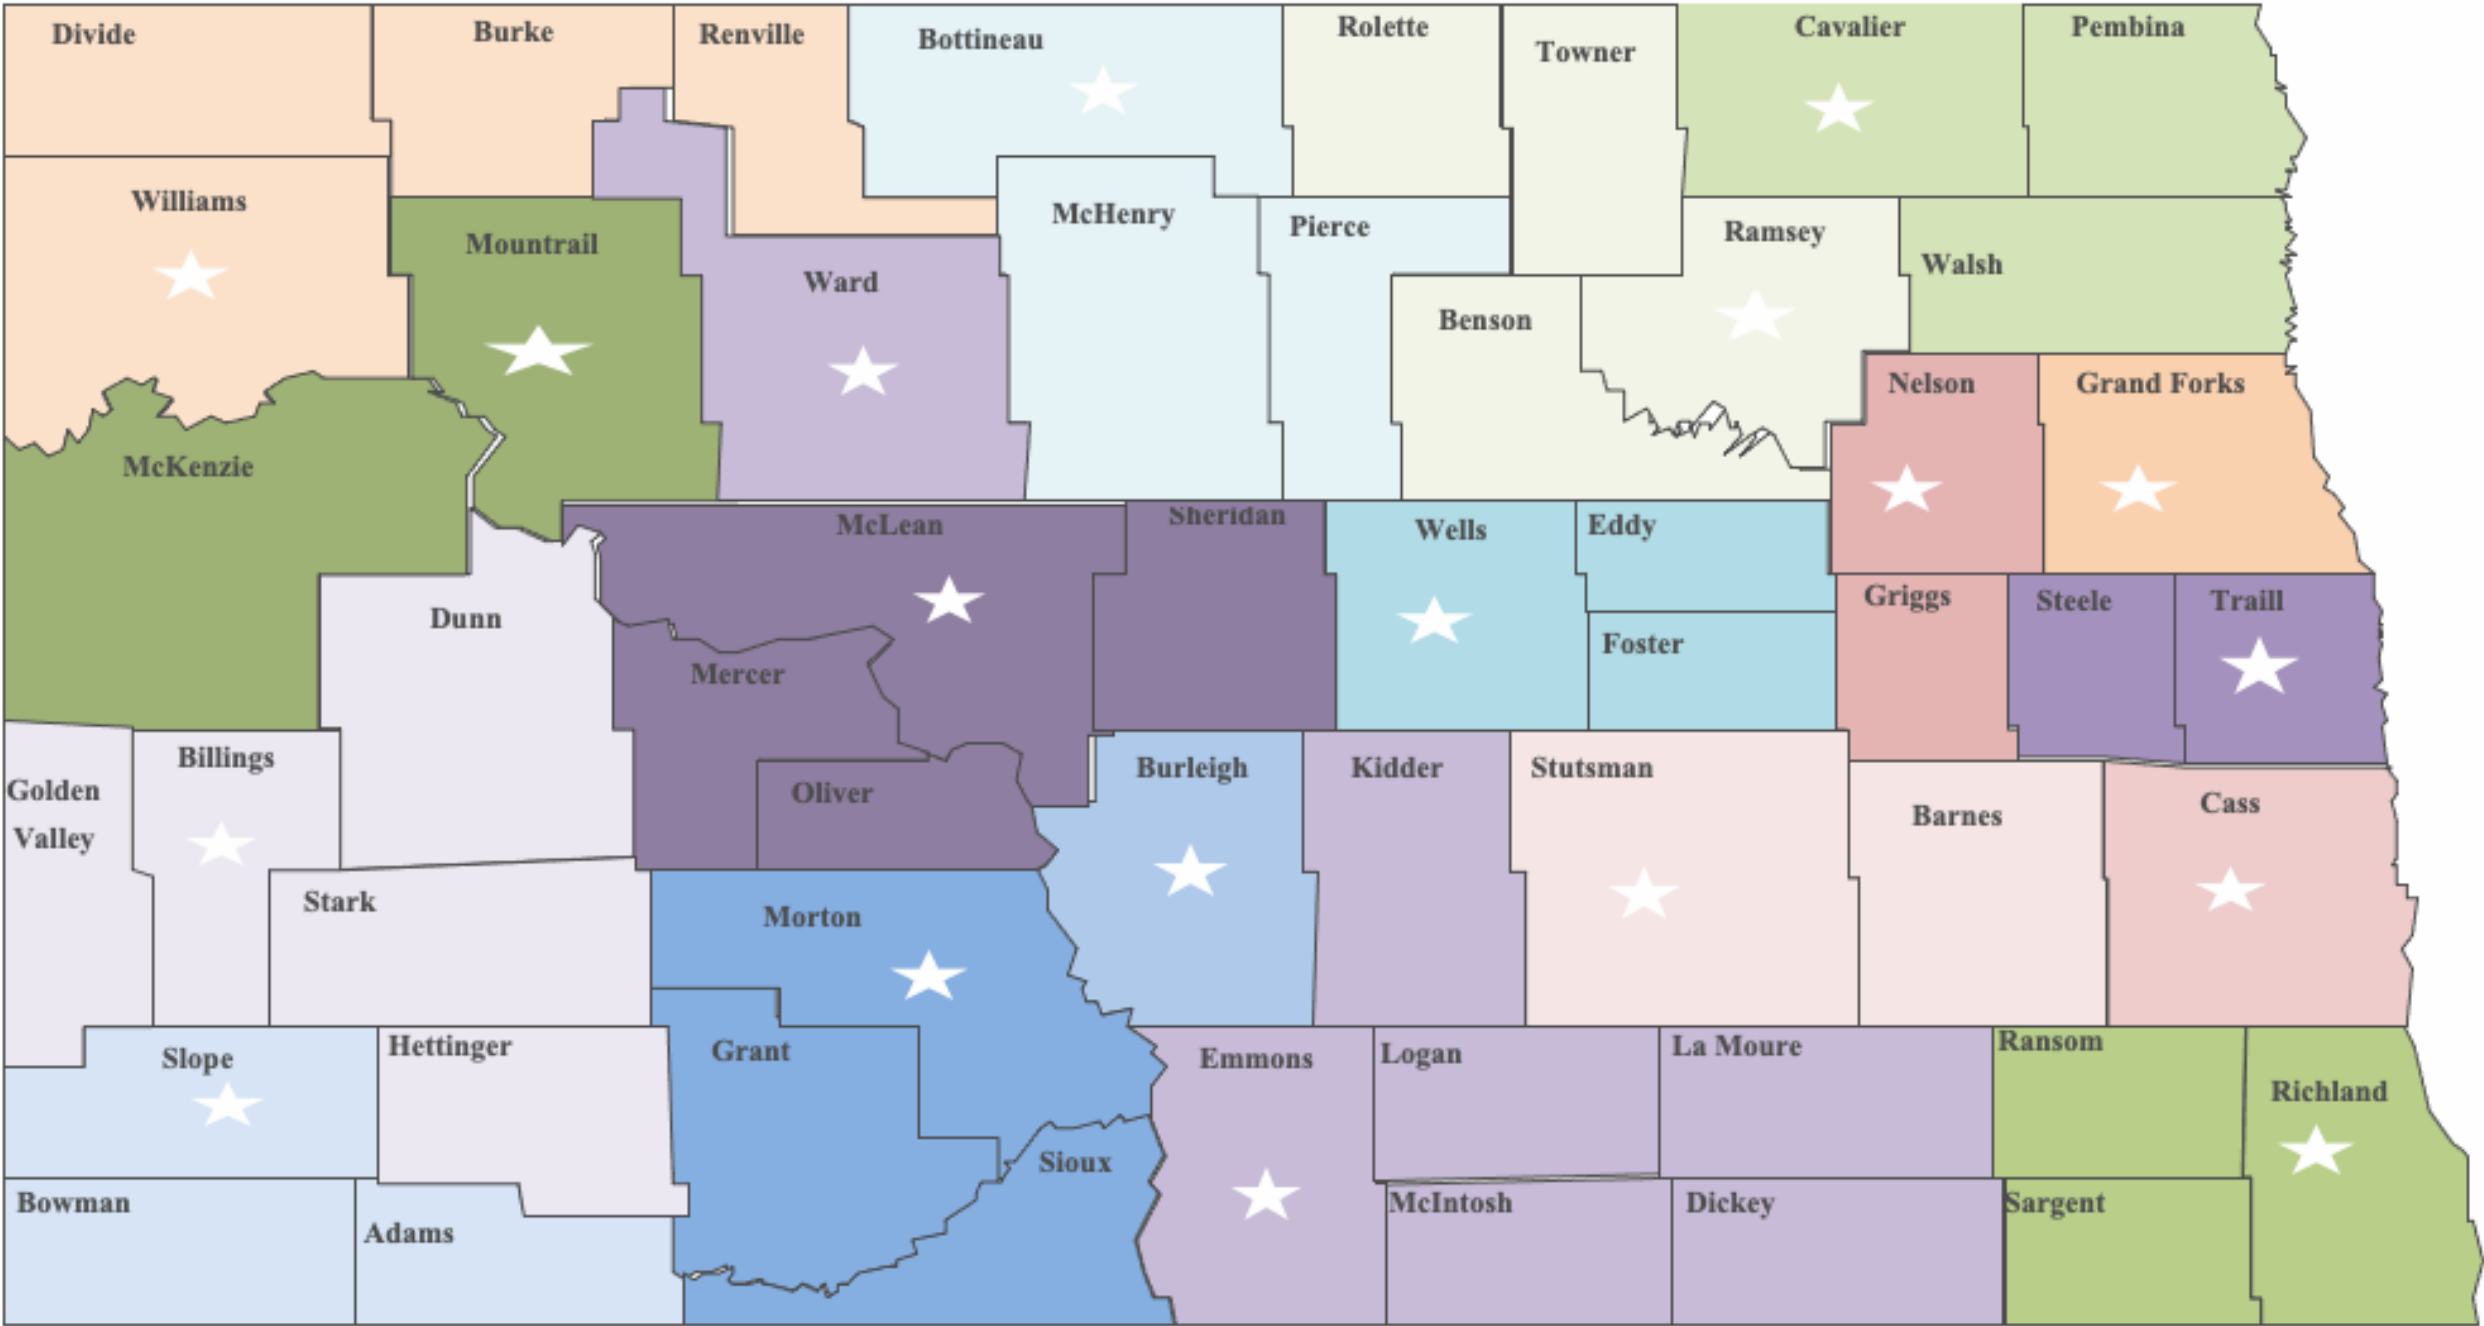 Divide
Burke
Renville
Bottineau
Rolette
Towner
Cavalier
Pembina
Williams
Mountrail
Ward
McHenry
Pierce
Ramsey
Walsh
Benson
Nelson
Grand Forks
McKenzie
McLean
Sheridan
Wells
Eddy
Dunn
Mercer
Foster
Griggs
Steele
Traill
Golden
Valley
Billings
Oliver
Burleigh
Kidder
Stutsman
Barnes
Cass
Stark
Morton
Slope
Hettinger
Grant
Emmons
Logan
La Moure
Ransom
Richland
Sioux
Bowman
Adams
McIntosh
Dickey
Sargent